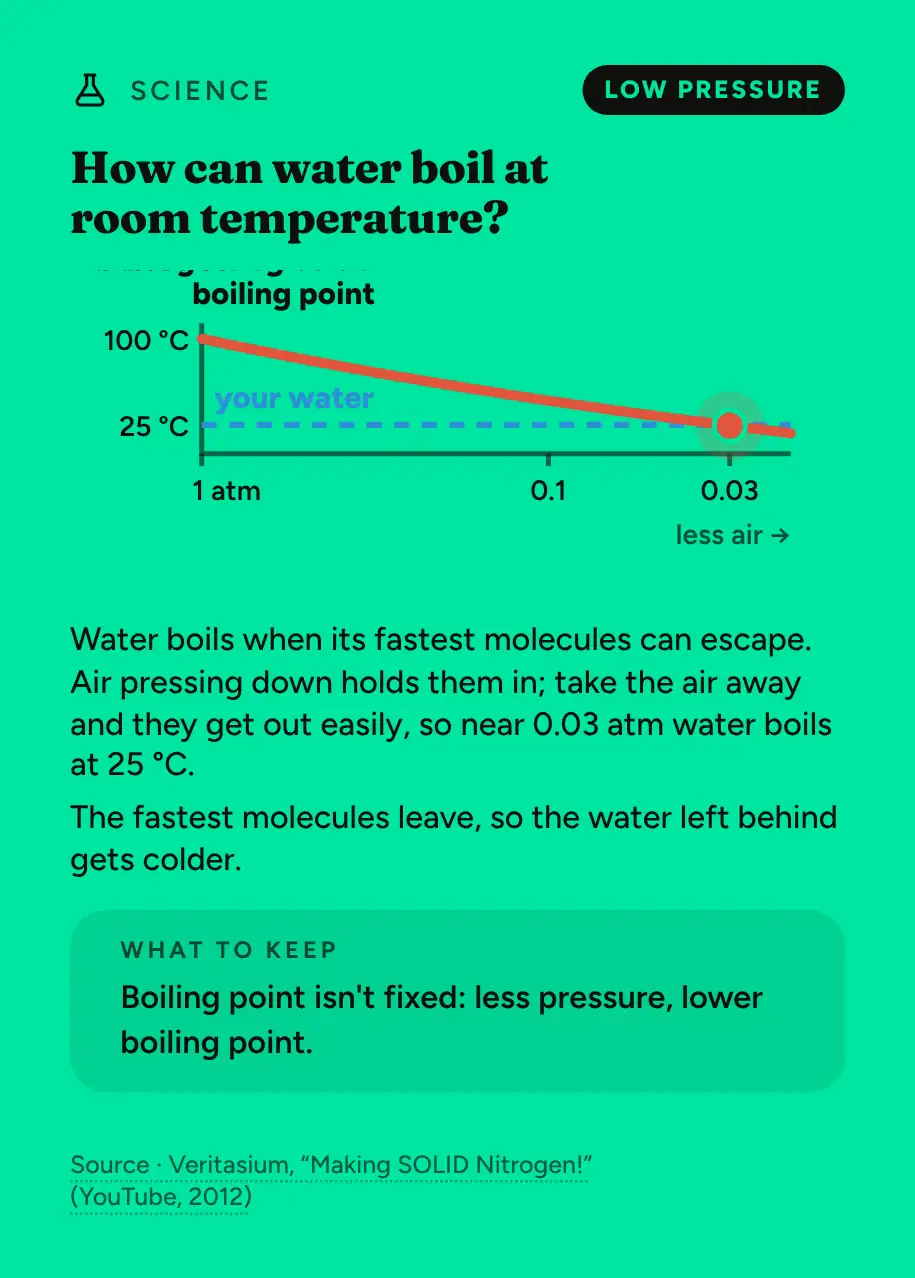 SCIENCE
LOW PRESSURE
How can water boil at
room temperature?
boiling point
100 °C
your water
25 °C
1 atm
0.1
0.03
less air →
Water boils when its fastest molecules can escape.
Air pressing down holds them in; take the air away
and they get out easily, so near 0.03 atm water boils
at 25 °C.
The fastest molecules leave, so the water left behind
gets colder.
WHAT TO KEEP
Boiling point isn't fixed: less pressure, lower
boiling point.
Source · Veritasium, “Making SOLID Nitrogen!”
(YouTube, 2012)